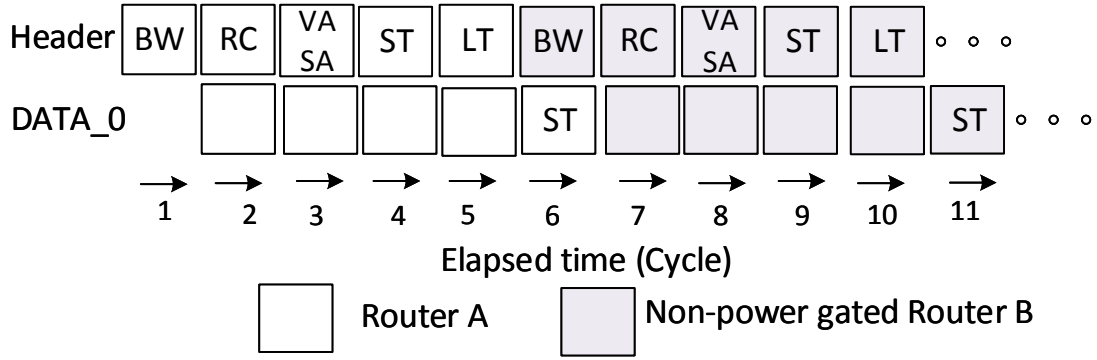 Header BW RC VA SA ST LT BW RC VA SA ST LT
DATA_0 ST ST
1 2 3 4 5 6 7 8 9 10 11
Elapsed time (Cycle)
Router A Non-power gated Router B